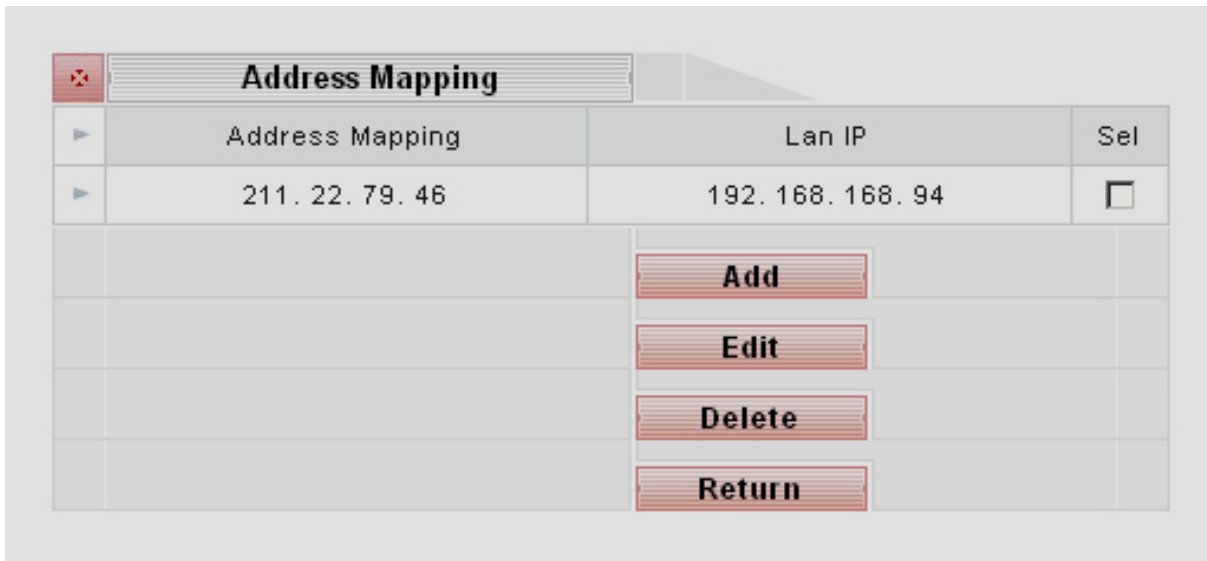 Address Mapping
Address Mapping Lan IP Sel
211. 22. 79. 46 192. 168. 168. 94
Add
Edit
Delete
Return